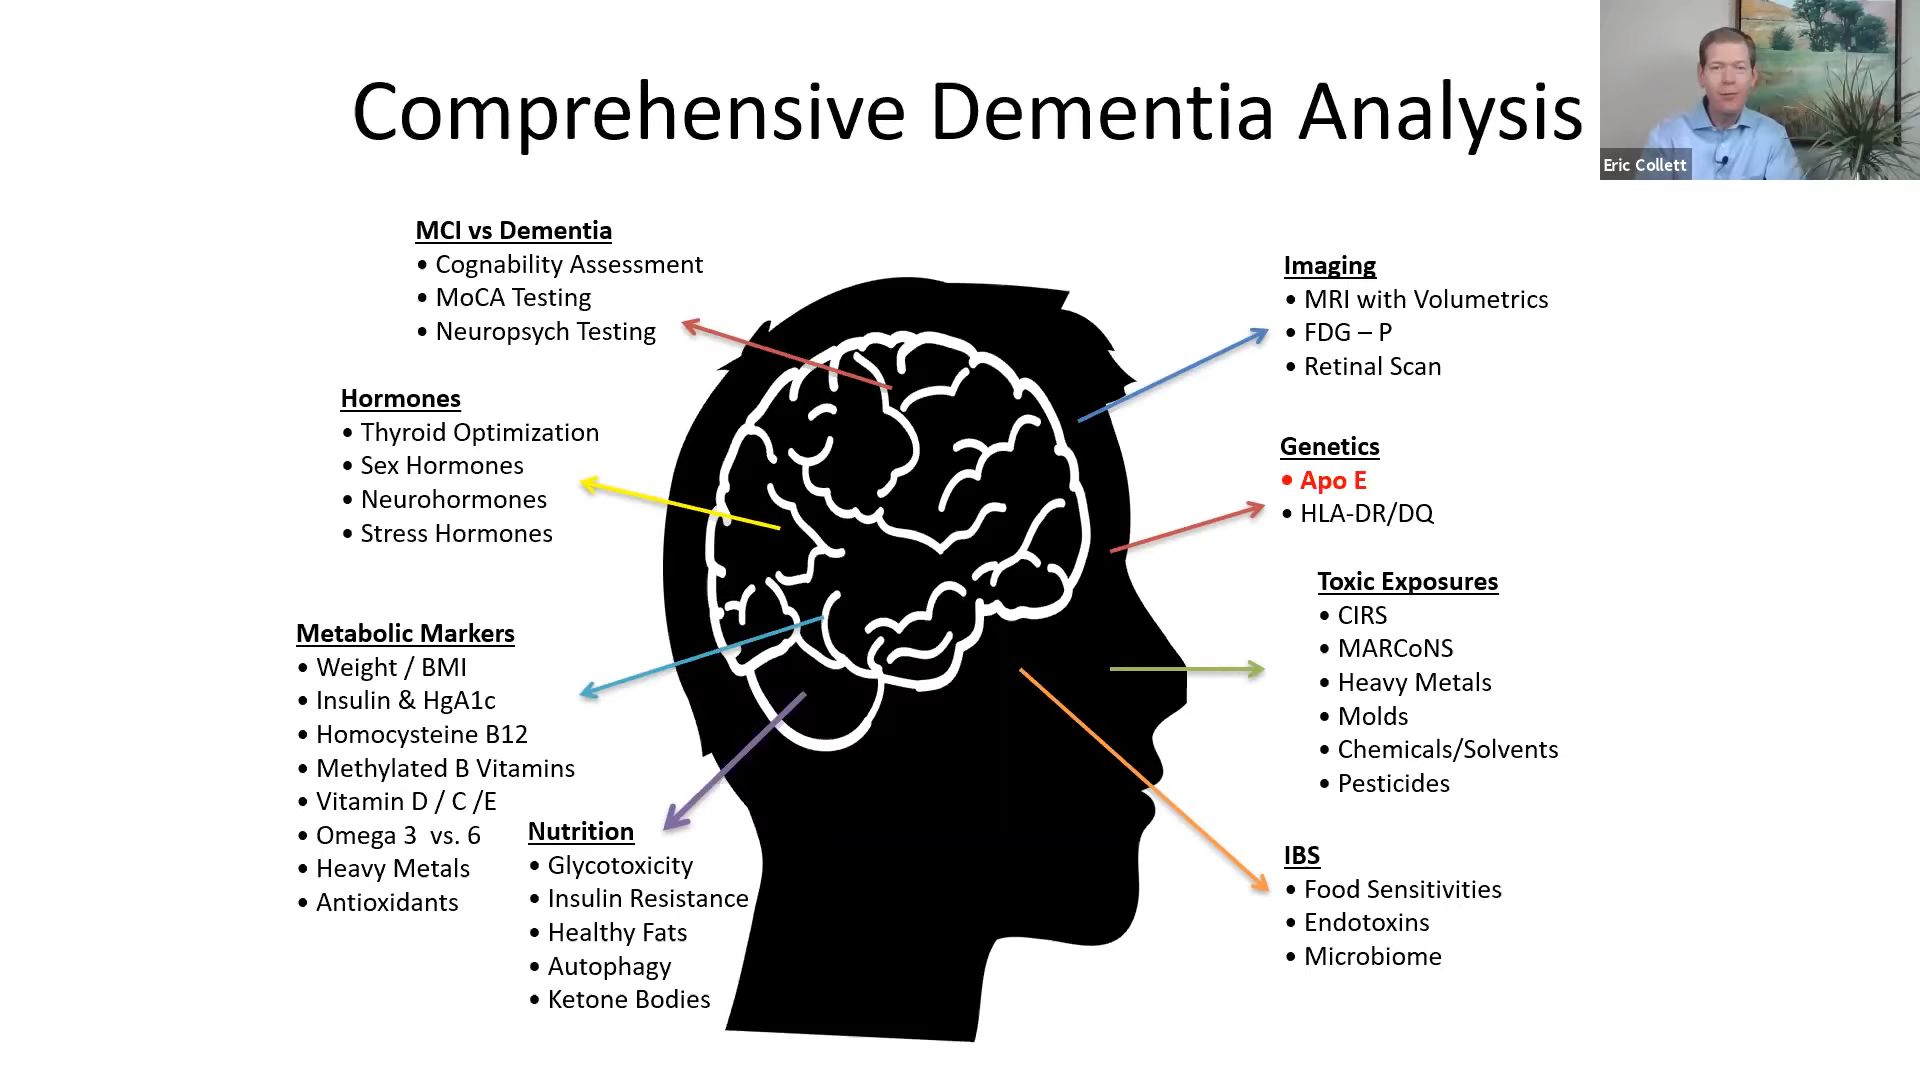 Comprehensive Dementia Analysis
Eric Collett
MCI vs Dementia
• Cognability Assessment
• MoCA Testing
• Neuropsych Testing
Hormones
• Thyroid Optimization
• Sex Hormones
• Neurohormones
• Stress Hormones
Metabolic Markers
• Weight / BMI
• Insulin & HgA1c
• Homocysteine B12
• Methylated B Vitamins
• Vitamin D / C /E
• Omega 3 vs. 6
• Heavy Metals
• Antioxidants
Nutrition
• Glycotoxicity
• Insulin Resistance
• Healthy Fats
• Autophagy
• Ketone Bodies
Imaging
• MRI with Volumetrics
• FDG – P
• Retinal Scan
Genetics
• Apo E
• HLA-DR/DQ
Toxic Exposures
• CIRS
• MARCoNS
• Heavy Metals
• Molds
• Chemicals/Solvents
• Pesticides
IBS
• Food Sensitivities
• Endotoxins
• Microbiome